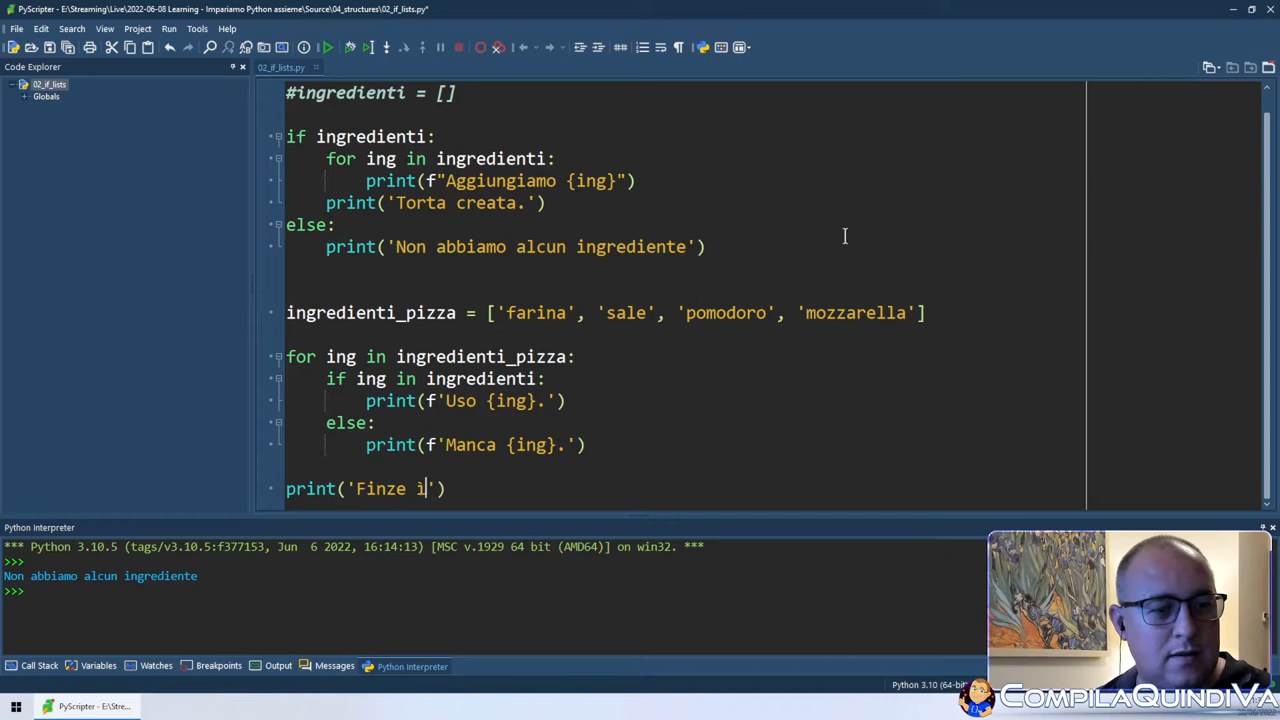 PyScripter - E:\Streaming\Live\2022-06-08 Learning - Impariamo Python assieme\Source\04_structures\02_if_lists.py*
File Edit Search View Project Run Tools Help
Code Explorer
02_if_lists.py
02_if_lists
Globals
#ingredienti = []
if ingredienti:
for ing in ingredienti:
print(f"Aggiungiamo {ing}")
print('Torta creata.')
else:
print('Non abbiamo alcun ingrediente')
ingredienti_pizza = ['farina', 'sale', 'pomodoro', 'mozzarella']
for ing in ingredienti_pizza:
if ing in ingredienti:
print(f'Uso {ing}.')
else:
print(f'Manca {ing}.')
print('Finze ì')
Python Interpreter
*** Python 3.10.5 (tags/v3.10.5:f377153, Jun 6 2022, 16:14:13) [MSC v.1929 64 bit (AMD64)] on win32. ***
>>>
Non abbiamo alcun ingrediente
>>>
Call Stack Variables Watches Breakpoints Output Messages Python Interpreter
Python 3.10 (64-bit)
COMPILAQUINDIVA
PyScripter - E:\Stre...